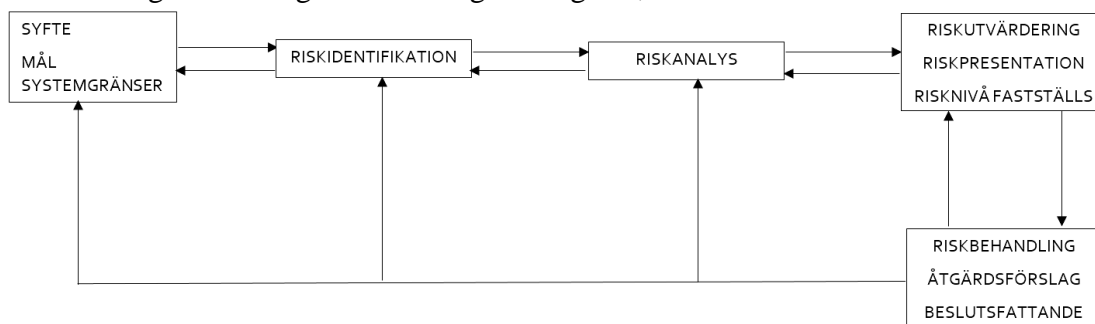 SYFTE
MÅL
SYSTEMGRÄNSER
RISKIDENTIFIKATION
RISKANALYS
RISKUTVÄRDERING
RISKPRESENTATION
RISKNIVÅ FASTSTÄLLS
RISKBEHANDLING
ÅTGÄRDSFÖRSLAG
BESLUTSFATTANDE